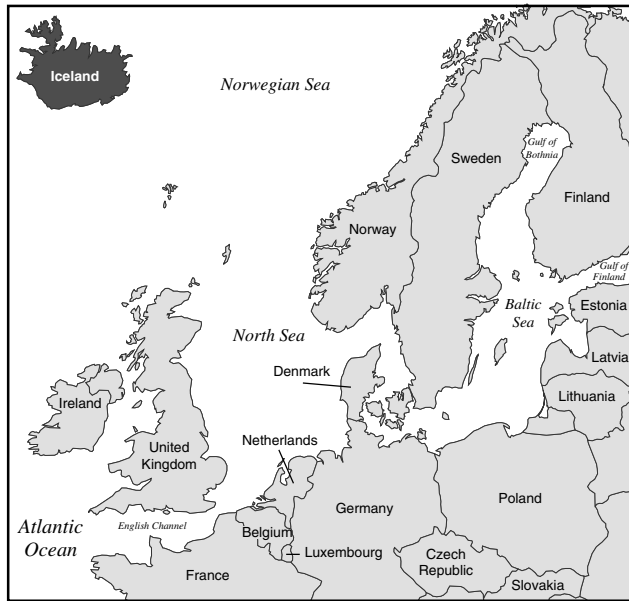 Iceland
Norwegian Sea
Gulf of
Bothnia
Sweden
Finland
Norway
Gulf of
Finland
Baltic
Sea
Estonia
North Sea
Latvia
Denmark
Lithuania
Ireland
Netherlands
United
Kingdom
Poland
Germany
Atlantic
Ocean
English Channel
Belgium
Luxembourg
Czech
Republic
France
Slovakia